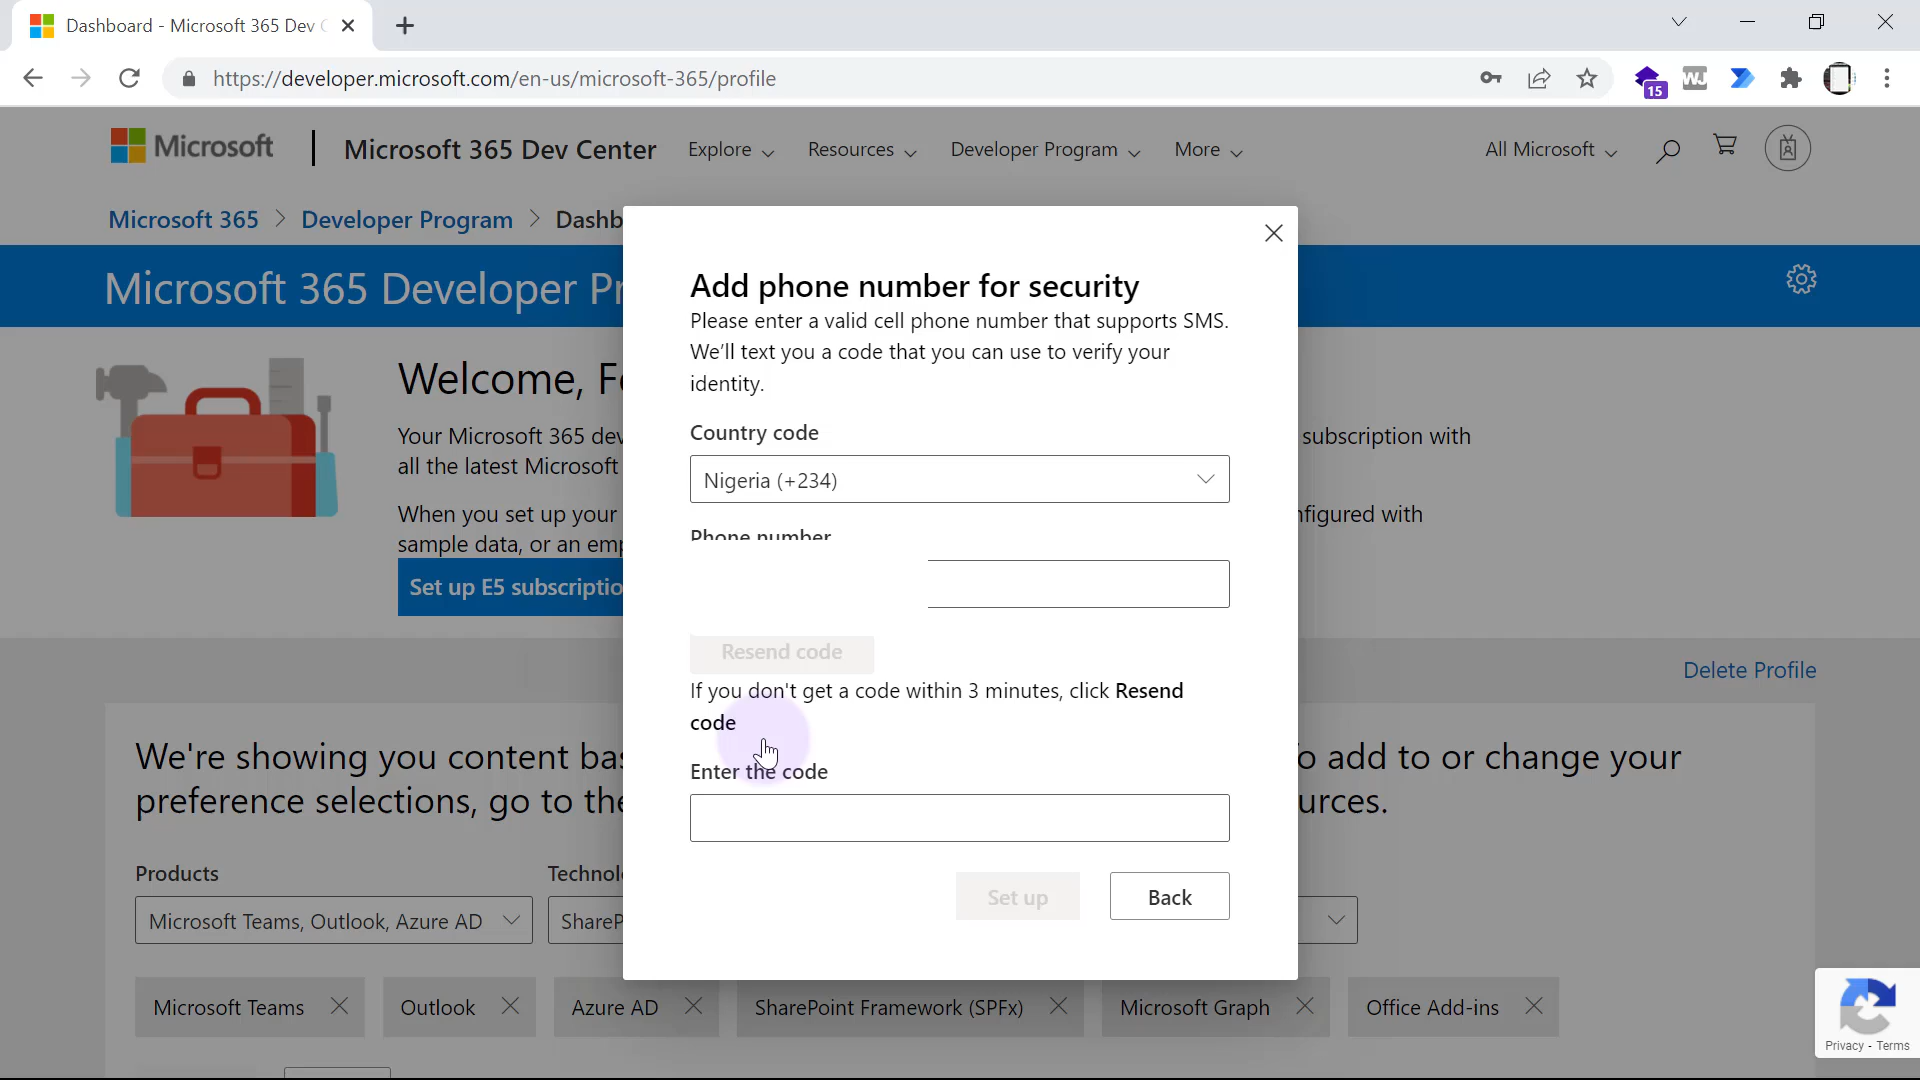 Dashboard - Microsoft 365 Dev C
https://developer.microsoft.com/en-us/microsoft-365/profile
15
WJ
Microsoft
Microsoft 365 Dev Center
Explore
Resources
Developer Program
More
All Microsoft
Microsoft 365 > Developer Program > Dashb
Microsoft 365 Developer Pr
Welcome, F
Your Microsoft 365 dev
subscription with
all the latest Microsoft
When you set up your
figured with
sample data, or an emp
Set up E5 subscriptio
Add phone number for security
Please enter a valid cell phone number that supports SMS.
We'll text you a code that you can use to verify your
identity.
Country code
Nigeria (+234)
Phone number
Resend code
If you don't get a code within 3 minutes, click Resend
code
Enter the code
Set up
Back
Delete Profile
We're showing you content bas
o add to or change your
preference selections, go to the
urces.
Products
Technol
Microsoft Teams, Outlook, Azure AD
ShareP
Microsoft Teams
Outlook
Azure AD
SharePoint Framework (SPFx)
Microsoft Graph
Office Add-ins
Privacy - Terms